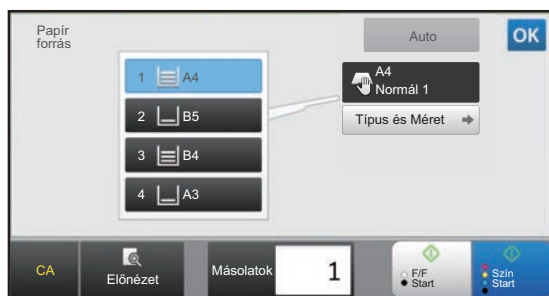 Papír
forrás
Auto
OK
1 A4
2 B5
3 B4
4 A3
A4
Normál 1
Típus és Méret
CA
Előnézet
Másolatok
1
F/F
Start
Szín
Start